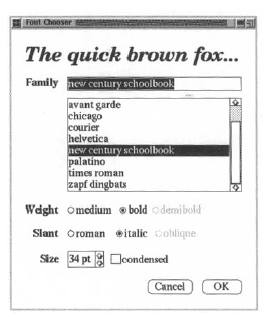 Font Chooser
The quick brown fox...
Family new century schoolbook
avant garde
chicago
courier
helvetica
new century schoolbook
palatino
times roman
zapf dingbats
Weight medium bold demibold
Slant roman italic oblique
Size 34 pt condensed
Cancel OK